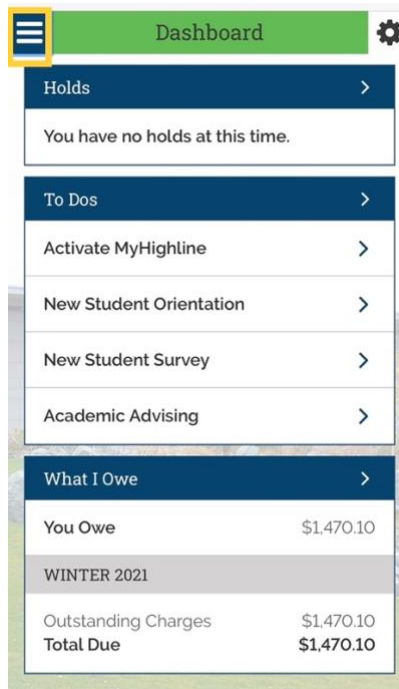 Dashboard
Holds
You have no holds at this time.
To Dos
Activate MyHighline
New Student Orientation
New Student Survey
Academic Advising
What I Owe
You Owe $1,470.10
WINTER 2021
Outstanding Charges $1,470.10
Total Due $1,470.10